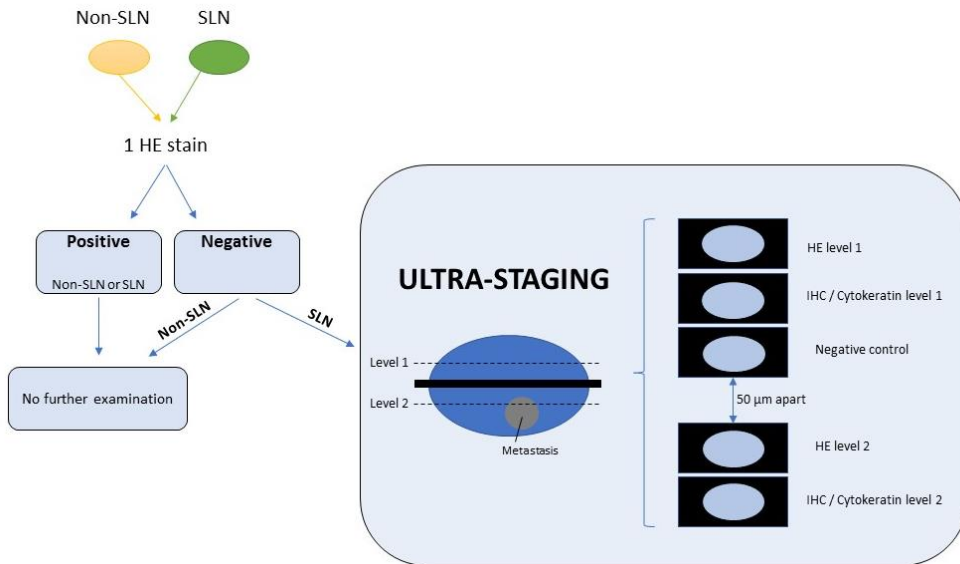 Non-SLN
SLN
1 HE stain
Positive
Non-SLN or SLN
Negative
Non-SLN
SLN
No further examination
ULTRA-STAGING
Level 1
Level 2
Metastasis
HE level 1
IHC / Cytokeratin level 1
Negative control
50 µm apart
HE level 2
IHC / Cytokeratin level 2